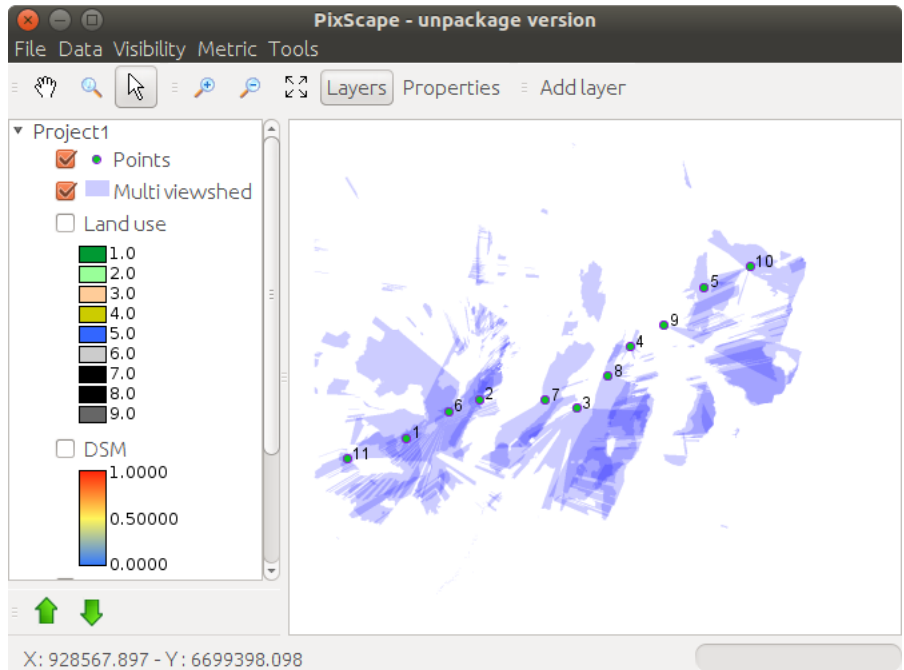 PixScape - unpackage version
File Data Visibility Metric Tools
Layers Properties Add layer
Project1
Points
Multi viewshed
Land use
1.0
2.0
3.0
4.0
5.0
6.0
7.0
8.0
9.0
DSM
1.0000
0.50000
0.0000
10
5
9
4
8
2
7
3
6
1
11
X: 928567.897 - Y: 6699398.098